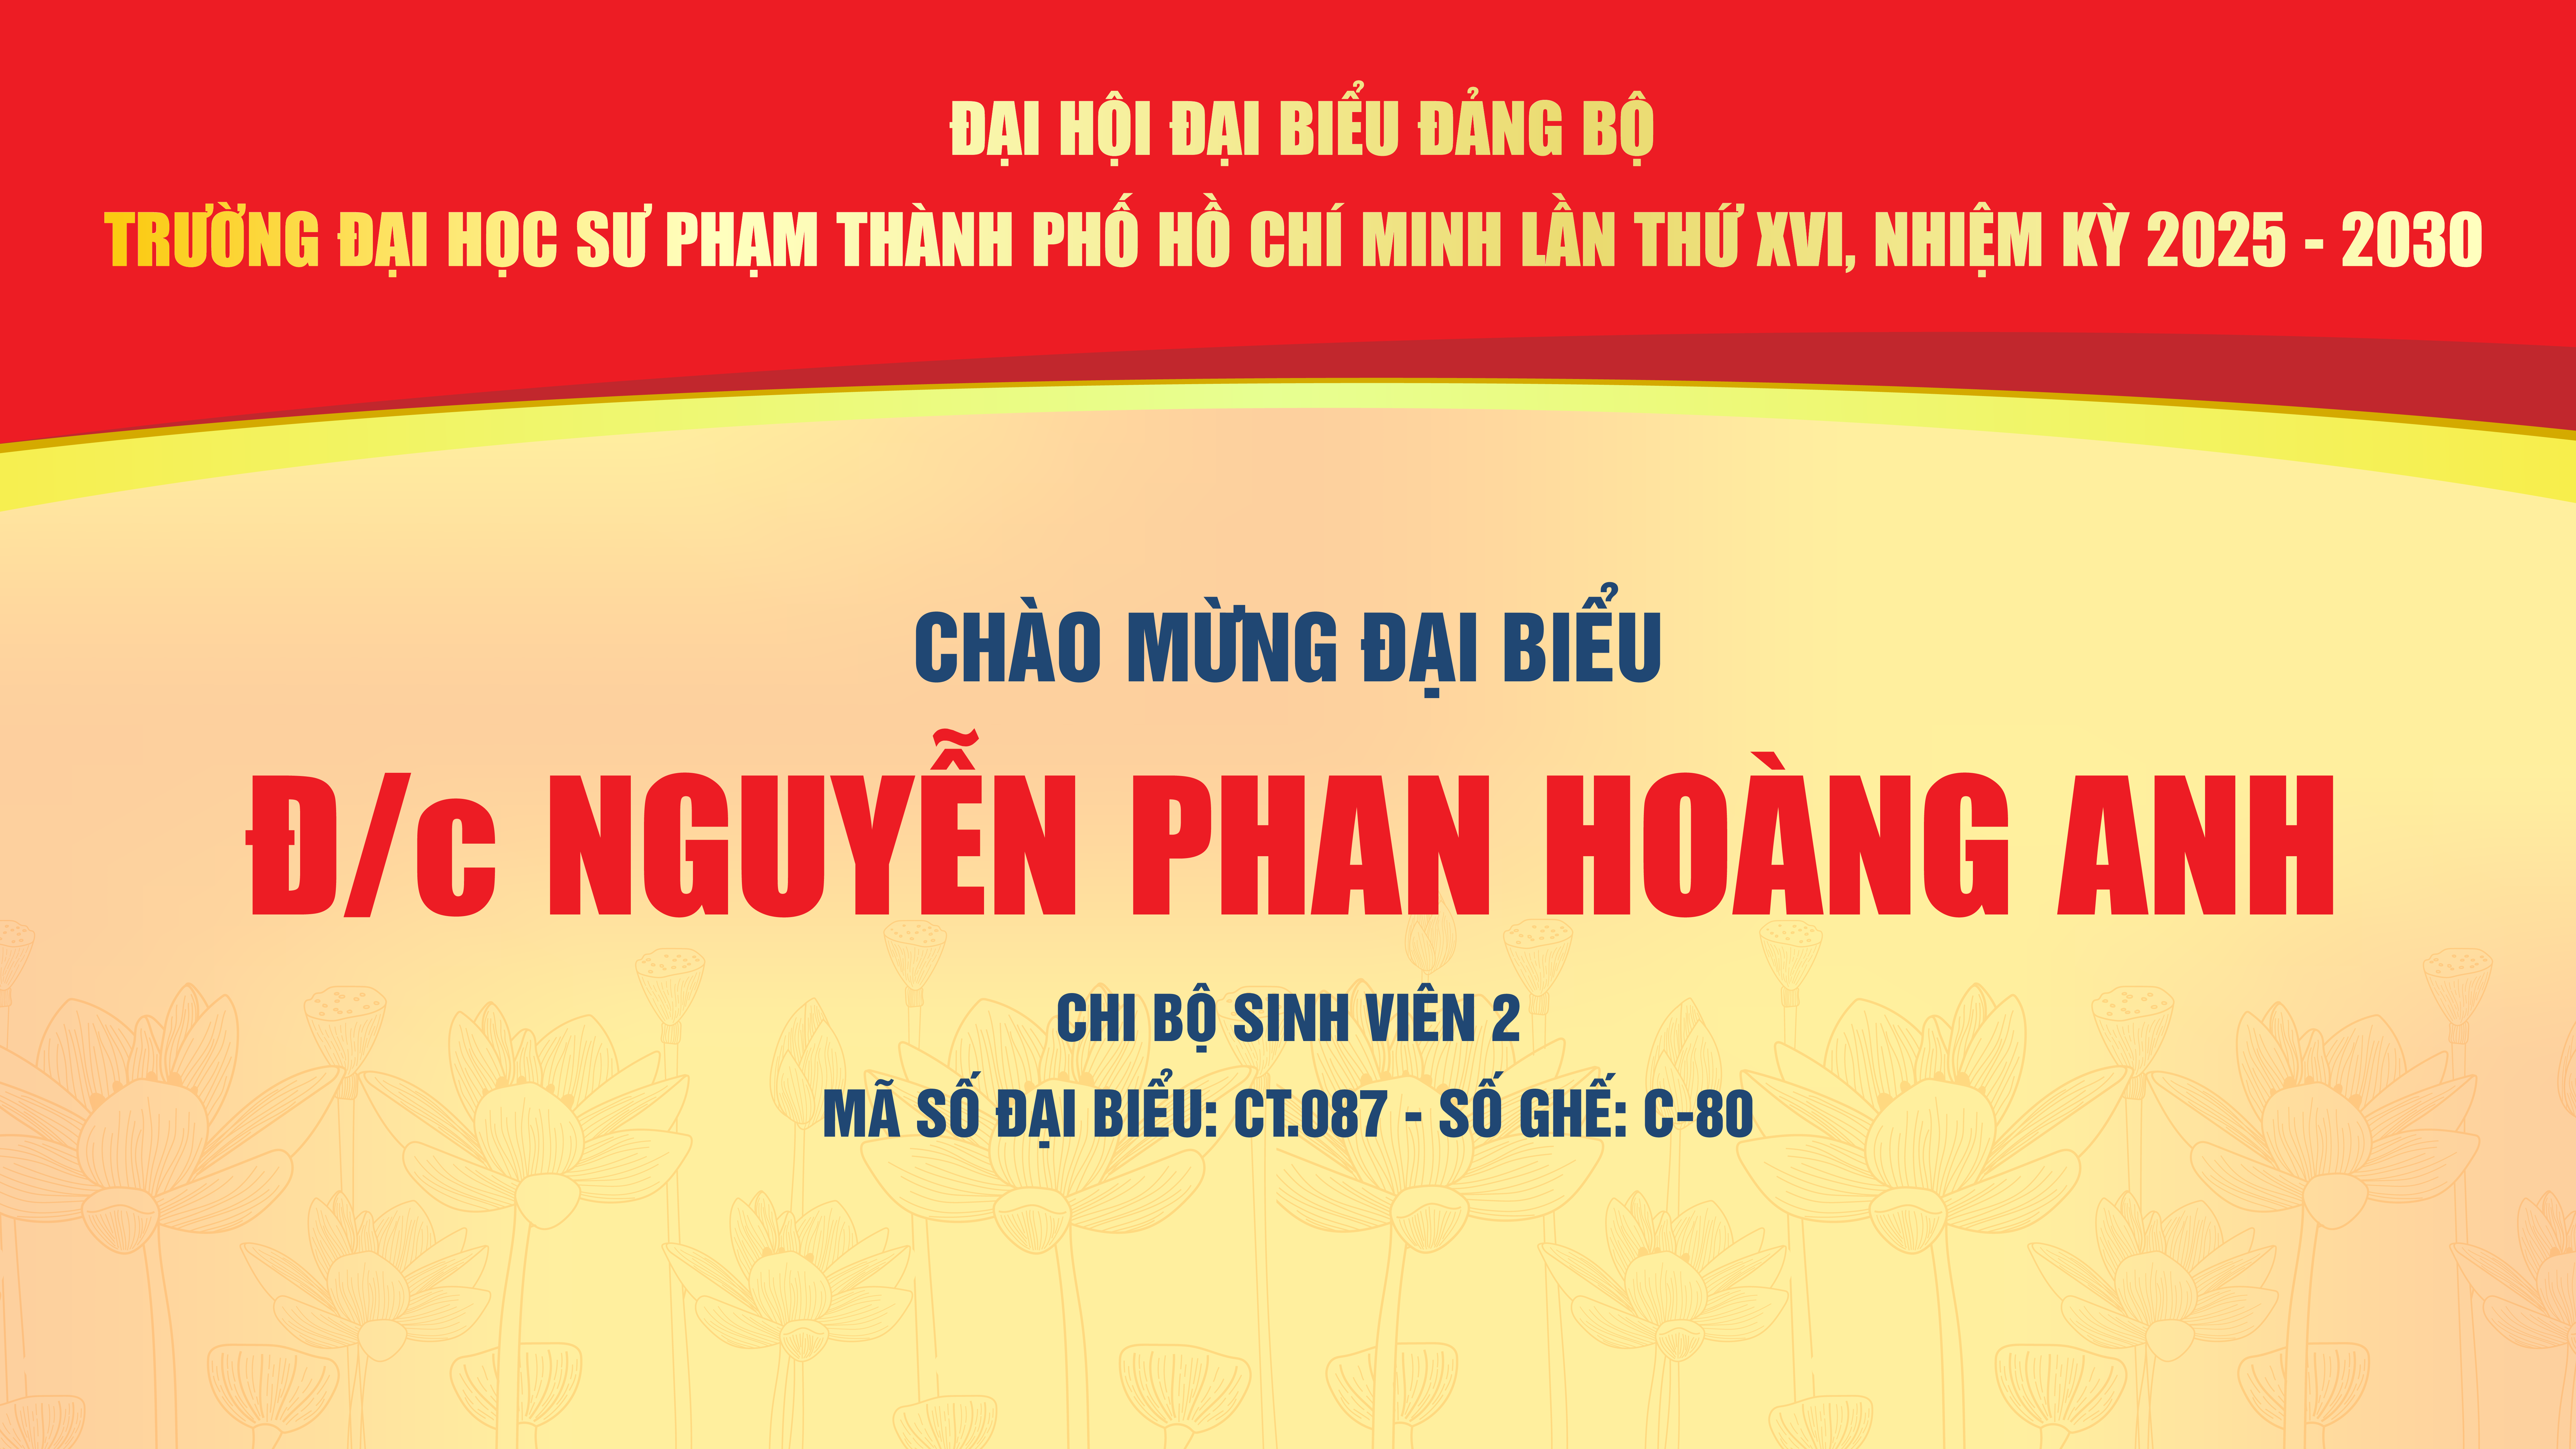 ĐẠI HỘI ĐẠI BIỂU ĐẢNG BỘ
TRƯỜNG ĐẠI HỌC SƯ PHẠM THÀNH PHỐ HỒ CHÍ MINH LẦN THỨ XVI, NHIỆM KỲ 2025 - 2030
CHÀO MỪNG ĐẠI BIỂU
Đ/c NGUYỄN PHAN HOÀNG ANH
CHI BỘ SINH VIÊN 2
MÃ SỐ ĐẠI BIỂU: CT.087 - SỐ GHẾ: C-80